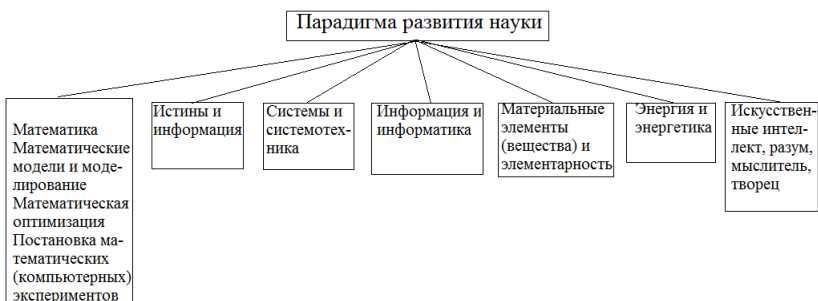 Парадигма развития науки
Математика
Математические
модели и моде-
лирование
Математическая
оптимизация
Постановка ма-
тематических
(компьютерных)
экспериментов
Истины и
информация
Системы и
системотех-
ника
Информация и
информатика
Материальные
элементы
(вещества) и
элементарность
Энергия и
энергетика
Искусствен-
ные интел-
лект, разум,
мыслитель,
творец